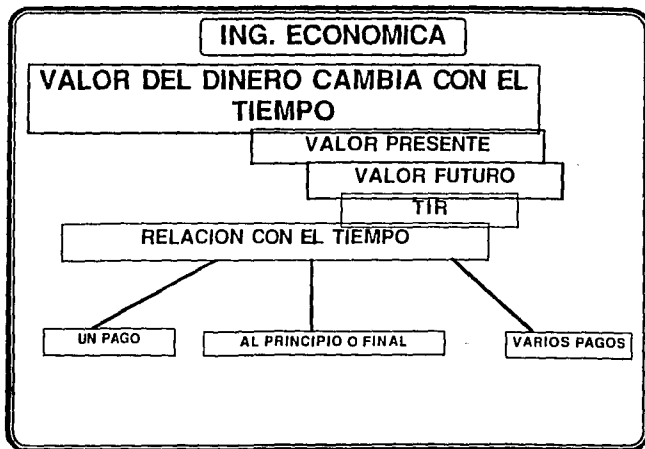 ING. ECONOMICA
VALOR DEL DINERO CAMBIA CON EL
TIEMPO
VALOR PRESENTE
VALOR FUTURO
TIR
RELACION CON EL TIEMPO
UN PAGO
AL PRINCIPIO O FINAL
VARIOS PAGOS